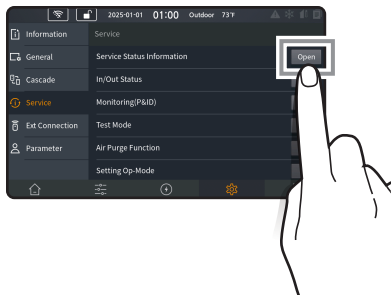 2025-01-01 01:00 Outdoor 73°F
Information
Service
General
Service Status Information
Open
Cascade
In/Out Status
Service
Monitoring(P&ID)
Ext Connection
Test Mode
Parameter
Air Purge Function
Setting Op-Mode